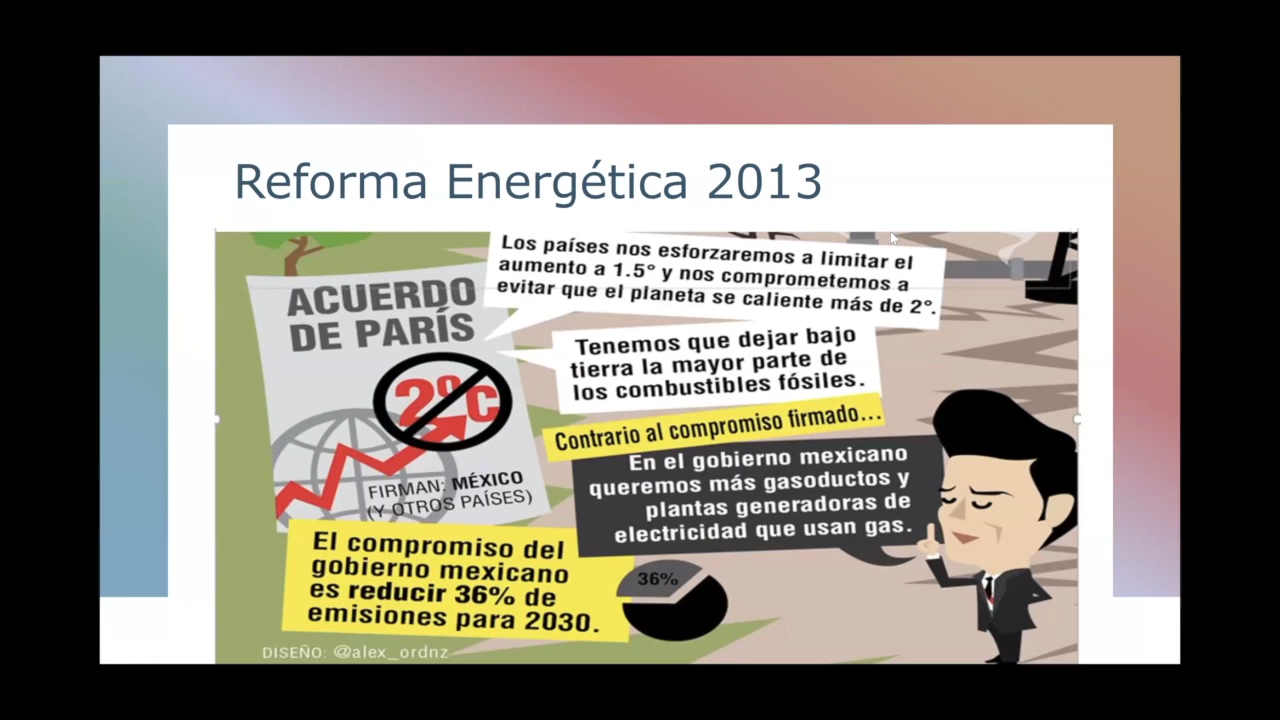 Reforma Energética 2013
Los países nos esforzaremos a limitar el
aumento a 1.5° y nos comprometemos a
evitar que el planeta se caliente más de 2°.
ACUERDO
DE PARÍS
2°C
FIRMAN: MÉXICO
(Y OTROS PAÍSES)
Tenemos que dejar bajo
tierra la mayor parte de
los combustibles fósiles.
Contrario al compromiso firmado...
En el gobierno mexicano
queremos más gasoductos y
plantas generadoras de
electricidad que usan gas.
El compromiso del
gobierno mexicano
es reducir 36% de
emisiones para 2030.
36%
DISEÑO: @alex_ordnz